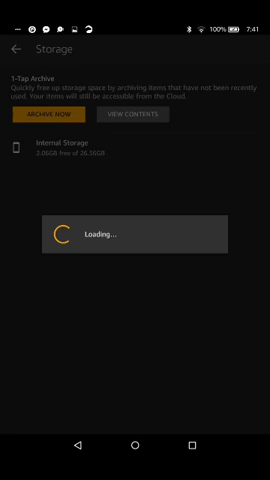 100% 7:41
Storage
1-Tap Archive
Quickly free up storage space by archiving items that have not been recently
used. Your items will still be accessible from the Cloud.
ARCHIVE NOW VIEW CONTENTS
Internal Storage
2.06GB free of 26.50GB
Loading...